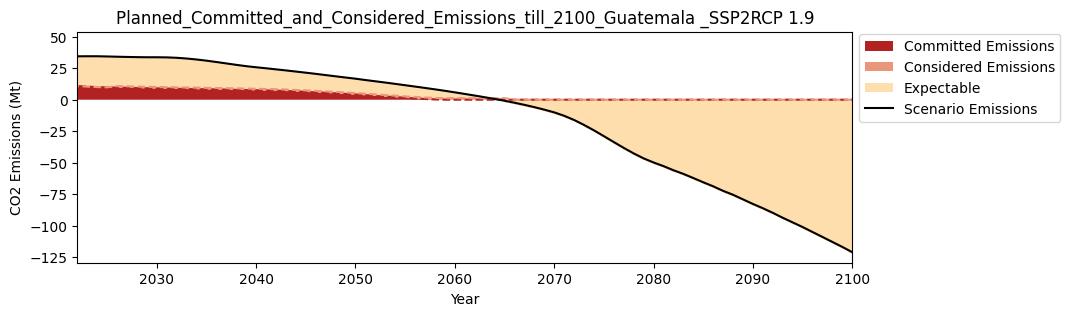 Planned_Committed_and_Considered_Emissions_till_2100_Guatemala _SSP2RCP 1.9
50
25
0
−25
−50
−75
−100
−125
CO2 Emissions (Mt)
2030 2040 2050 2060 2070 2080 2090 2100
Year
Committed Emissions
Considered Emissions
Expectable
Scenario Emissions